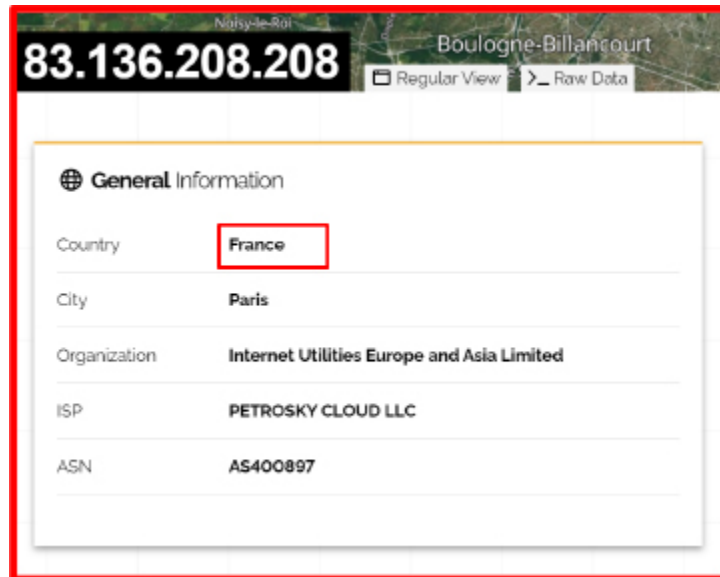 Noisy-le-Roi
Boulogne-Billancourt
83.136.208.208
Regular View
>_ Raw Data
General Information
Country France
City Paris
Organization Internet Utilities Europe and Asia Limited
ISP PETROSKY CLOUD LLC
ASN AS400897